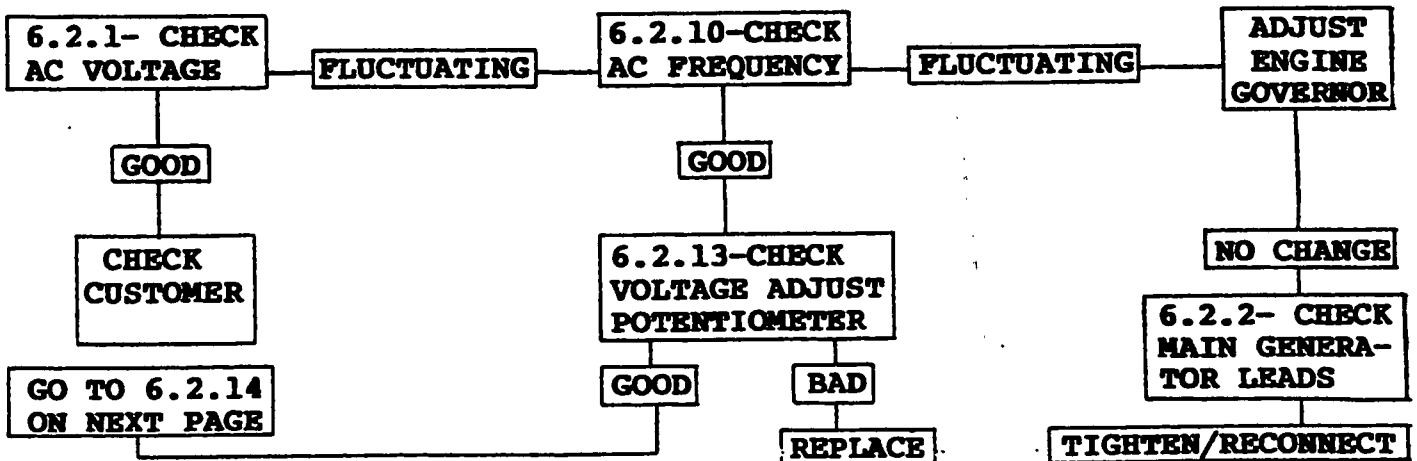 6.2.1- CHECK
AC VOLTAGE
FLUCTUATING
6.2.10-CHECK
AC FREQUENCY
FLUCTUATING
ADJUST
ENGINE
GOVERNOR
GOOD
GOOD
CHECK
CUSTOMER
6.2.13-CHECK
VOLTAGE ADJUST
POTENTIOMETER
NO CHANGE
6.2.2- CHECK
MAIN GENERA-
TOR LEADS
GO TO 6.2.14
ON NEXT PAGE
GOOD
BAD
REPLACE
TIGHTEN/RECONNECT